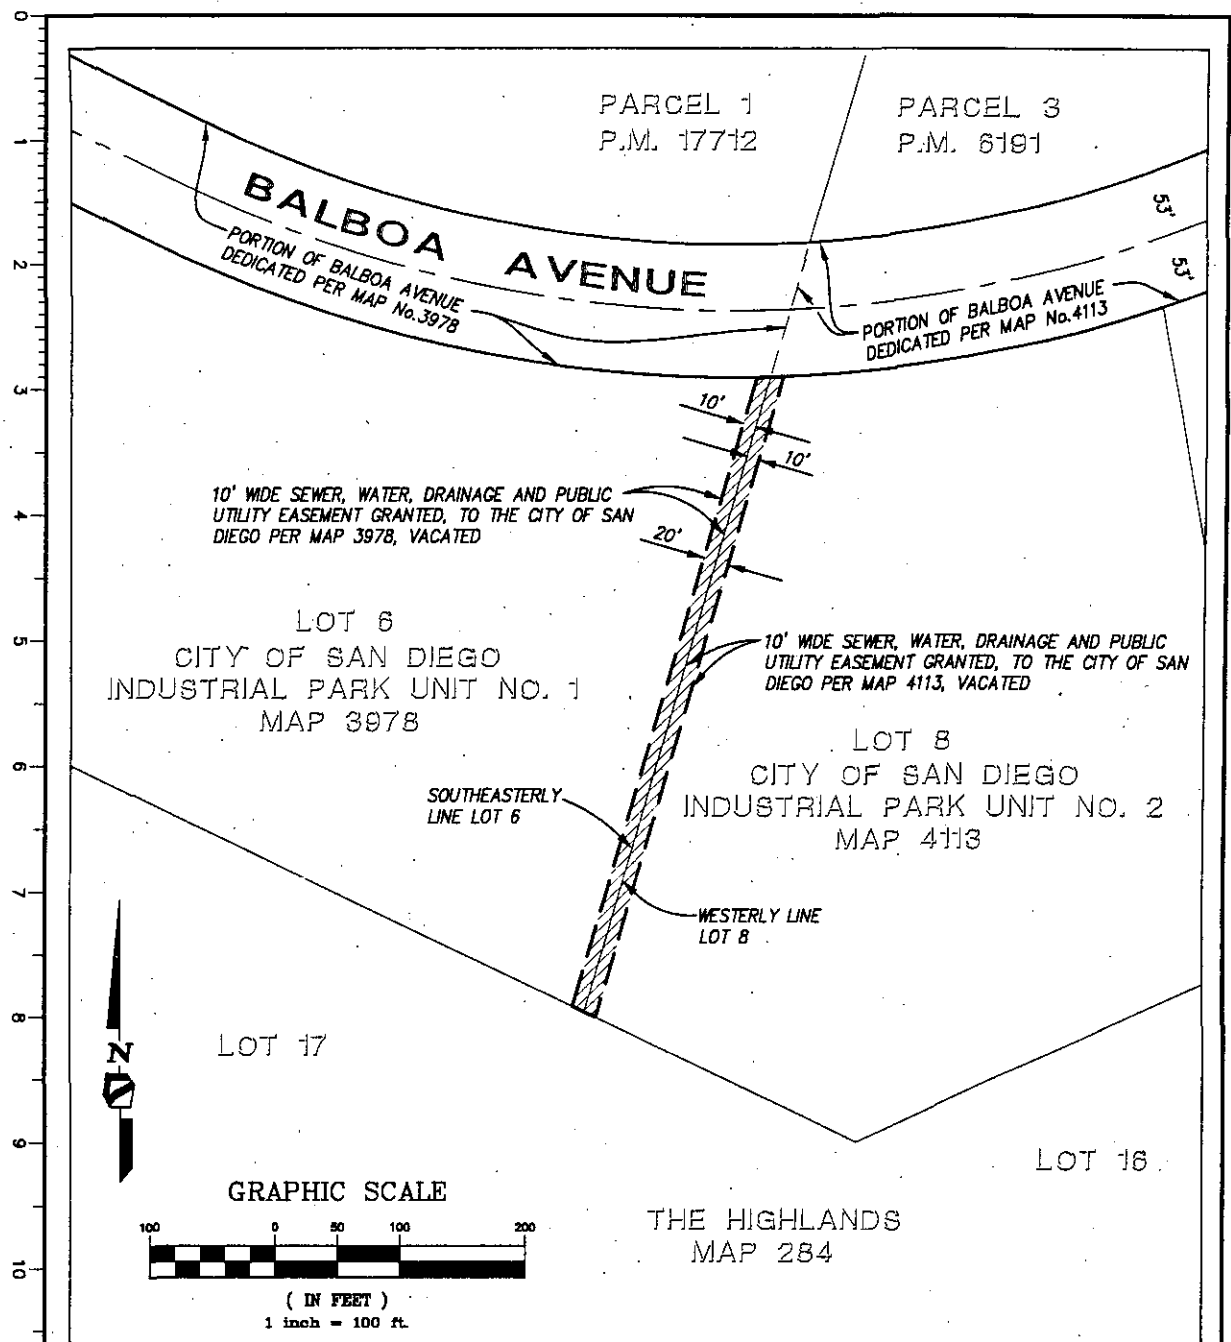 0
1
2
3
4
5
6
7
8
9
10
PARCEL 1
P.M. 17712
PARCEL 3
P.M. 6191
BALBOA AVENUE
53'
53'
PORTION OF BALBOA AVENUE
DEDICATED PER MAP No.3978
PORTION OF BALBOA AVENUE
DEDICATED PER MAP No.4113
10'
10'
10' WIDE SEWER, WATER, DRAINAGE AND PUBLIC
UTILITY EASEMENT GRANTED, TO THE CITY OF SAN
DIEGO PER MAP 3978, VACATED
20'
LOT 6
CITY OF SAN DIEGO
INDUSTRIAL PARK UNIT NO. 1
MAP 3978
10' WIDE SEWER, WATER, DRAINAGE AND PUBLIC
UTILITY EASEMENT GRANTED, TO THE CITY OF SAN
DIEGO PER MAP 4113, VACATED
LOT 8
CITY OF SAN DIEGO
INDUSTRIAL PARK UNIT NO. 2
MAP 4113
SOUTHEASTERLY
LINE LOT 6
WESTERLY LINE
LOT 8
N
LOT 17
LOT 16
GRAPHIC SCALE
100 0 50 100 200
( IN FEET )
1 inch = 100 ft.
THE HIGHLANDS
MAP 284